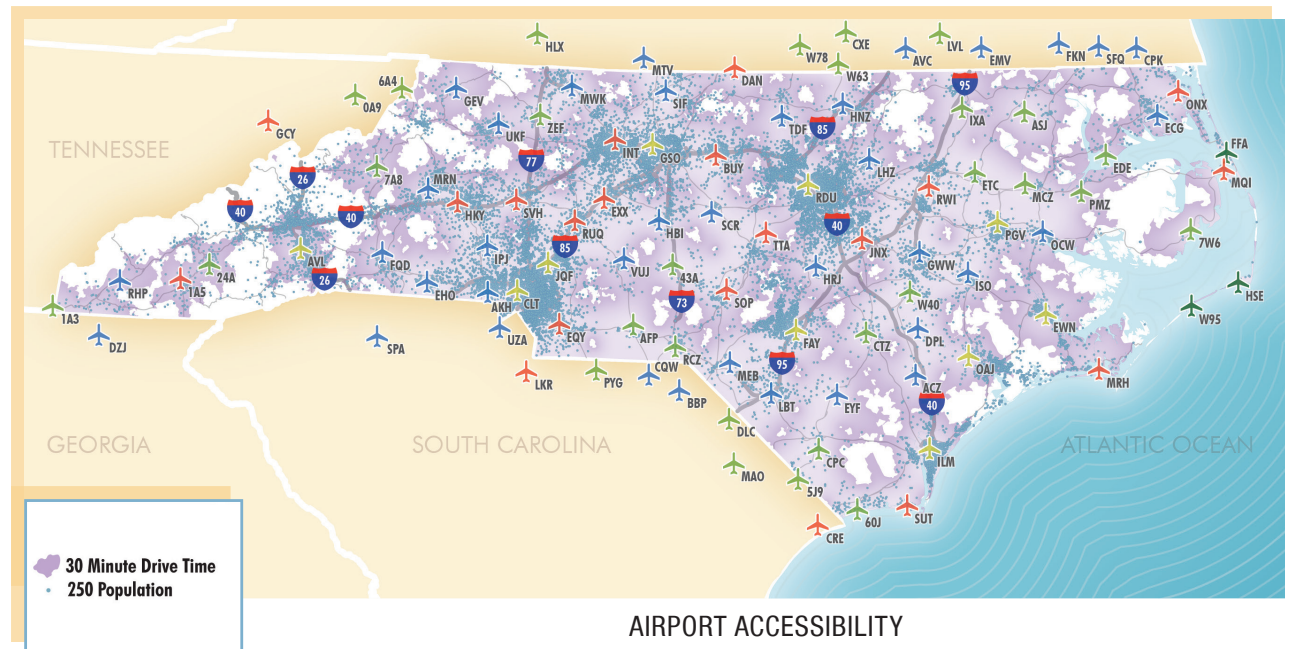 HLX
CXE
LVL
W78
AVC
EMV
FKN
SFQ
CPK
MTV
W63
DAN
6A4
0A9
GEV
MWK
SIF
95
ONX
HNZ
IXA
ASJ
ECG
GCY
UKF
ZEF
TDF
85
TENNESSEE
INT
GSO
77
BUY
FFA
26
7A8
MRN
LHZ
ETC
EDE
MQI
MCZ
PMZ
40
40
HKY
SVH
EXX
RDU
RWI
RUQ
HBI
SCR
40
PGV
TTA
OCW
7W6
85
JNX
AVL
FQD
IPJ
JQF
VUJ
43A
GWW
24A
26
HRJ
ISO
RHP
1A5
EHO
AKH
CLT
73
SOP
W40
HSE
1A3
W95
DZJ
SPA
UZA
EQY
AFP
FAY
CTZ
DPL
EWN
RCZ
OAJ
LKR
PYG
CQW
MEB
95
MRH
BBP
LBT
EYF
ACZ
40
DLC
GEORGIA
SOUTH CAROLINA
ATLANTIC OCEAN
CPC
ILM
MAO
5J9
60J
SUT
CRE
30 Minute Drive Time
250 Population
AIRPORT ACCESSIBILITY